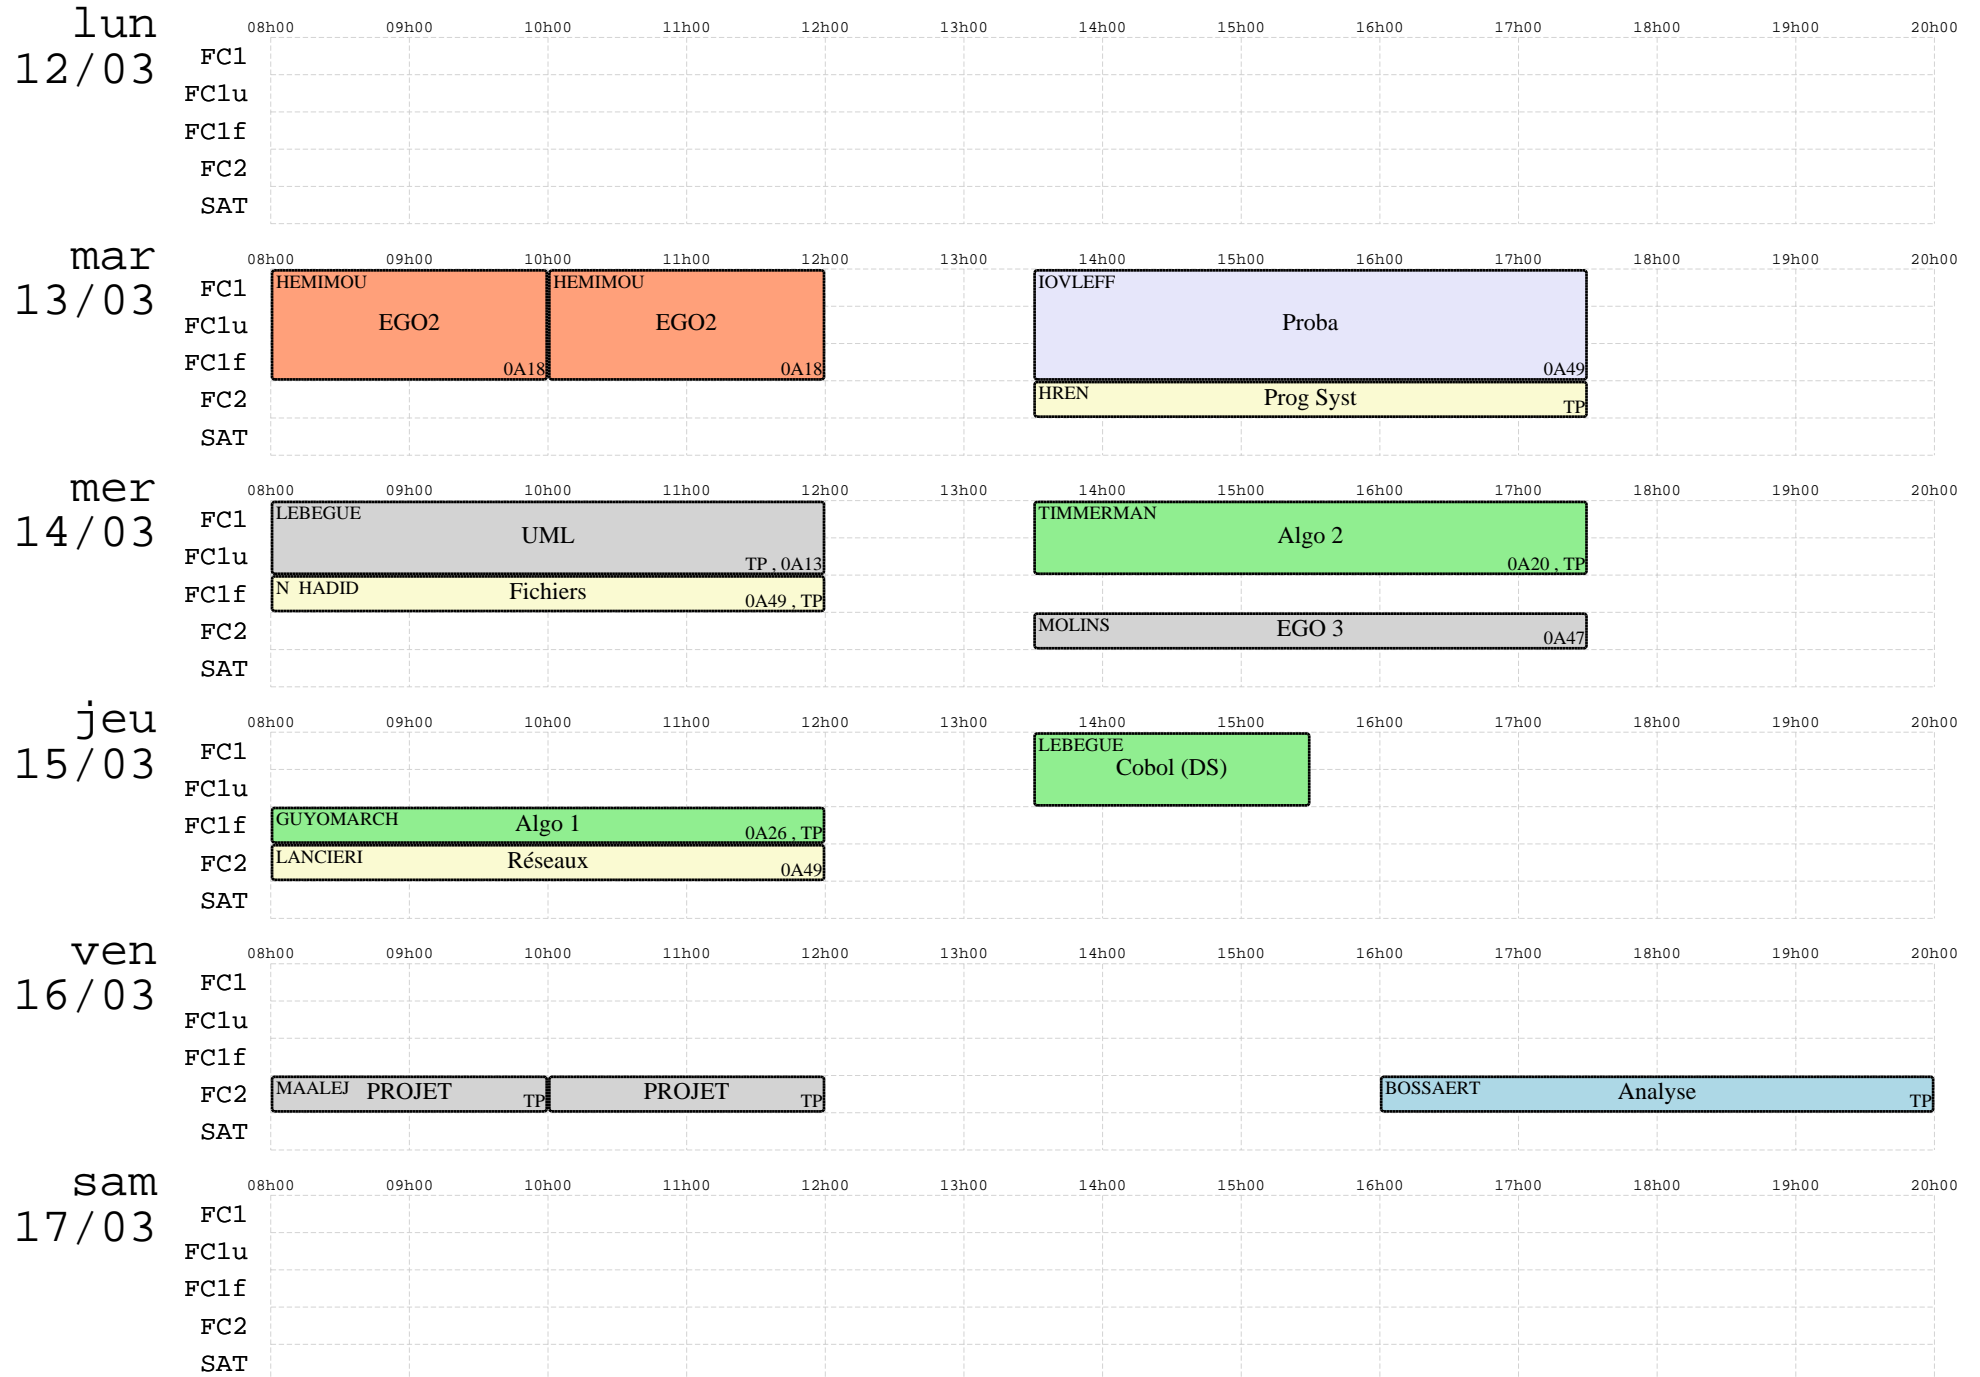 lun
12/03
08h00 09h00 10h00 11h00 12h00 13h00 14h00 15h00 16h00 17h00 18h00 19h00 20h00
FC1
FC1u
FC1f
FC2
SAT
mar
13/03
08h00 09h00 10h00 11h00 12h00 13h00 14h00 15h00 16h00 17h00 18h00 19h00 20h00
FC1
FC1u
FC1f
FC2
SAT
HEMIMOU
EGO2
0A18
HEMIMOU
EGO2
0A18
IOVLEFF
Proba
0A49
HREN Prog Syst TP
mer
14/03
08h00 09h00 10h00 11h00 12h00 13h00 14h00 15h00 16h00 17h00 18h00 19h00 20h00
FC1
FC1u
FC1f
FC2
SAT
LEBEGUE
UML
TP , 0A13
N HADID Fichiers 0A49 , TP
TIMMERMAN
Algo 2
0A20 , TP
MOLINS EGO 3 0A47
jeu
15/03
08h00 09h00 10h00 11h00 12h00 13h00 14h00 15h00 16h00 17h00 18h00 19h00 20h00
FC1
FC1u
FC1f
FC2
SAT
LEBEGUE
Cobol (DS)
GUYOMARCH Algo 1 0A26 , TP
LANCIERI Réseaux 0A49
ven
16/03
08h00 09h00 10h00 11h00 12h00 13h00 14h00 15h00 16h00 17h00 18h00 19h00 20h00
FC1
FC1u
FC1f
FC2
SAT
MAALEJ PROJET TP
PROJET TP
BOSSAERT Analyse TP
sam
17/03
08h00 09h00 10h00 11h00 12h00 13h00 14h00 15h00 16h00 17h00 18h00 19h00 20h00
FC1
FC1u
FC1f
FC2
SAT